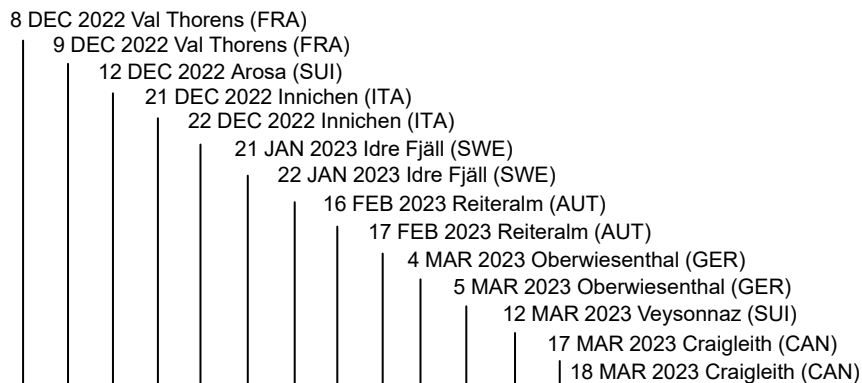 8 DEC 2022 Val Thorens (FRA)
9 DEC 2022 Val Thorens (FRA)
12 DEC 2022 Arosa (SUI)
21 DEC 2022 Innichen (ITA)
22 DEC 2022 Innichen (ITA)
21 JAN 2023 Idre Fjäll (SWE)
22 JAN 2023 Idre Fjäll (SWE)
16 FEB 2023 Reiteralm (AUT)
17 FEB 2023 Reiteralm (AUT)
4 MAR 2023 Oberwiesenthal (GER)
5 MAR 2023 Oberwiesenthal (GER)
12 MAR 2023 Veysonnaz (SUI)
17 MAR 2023 Craigleith (CAN)
18 MAR 2023 Craigleith (CAN)